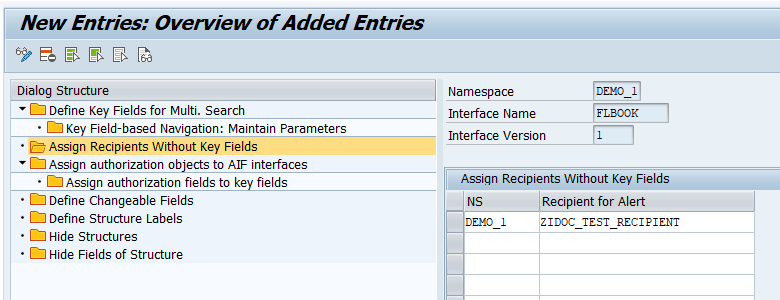 New Entries: Overview of Added Entries
Dialog Structure
Define Key Fields for Multi. Search
Key Field-based Navigation: Maintain Parameters
Assign Recipients Without Key Fields
Assign authorization objects to AIF interfaces
Assign authorization fields to key fields
Define Changeable Fields
Define Structure Labels
Hide Structures
Hide Fields of Structure
Namespace DEMO_1
Interface Name FLBOOK
Interface Version 1
Assign Recipients Without Key Fields
NS Recipient for Alert
DEMO_1 ZIDOC_TEST_RECIPIENT